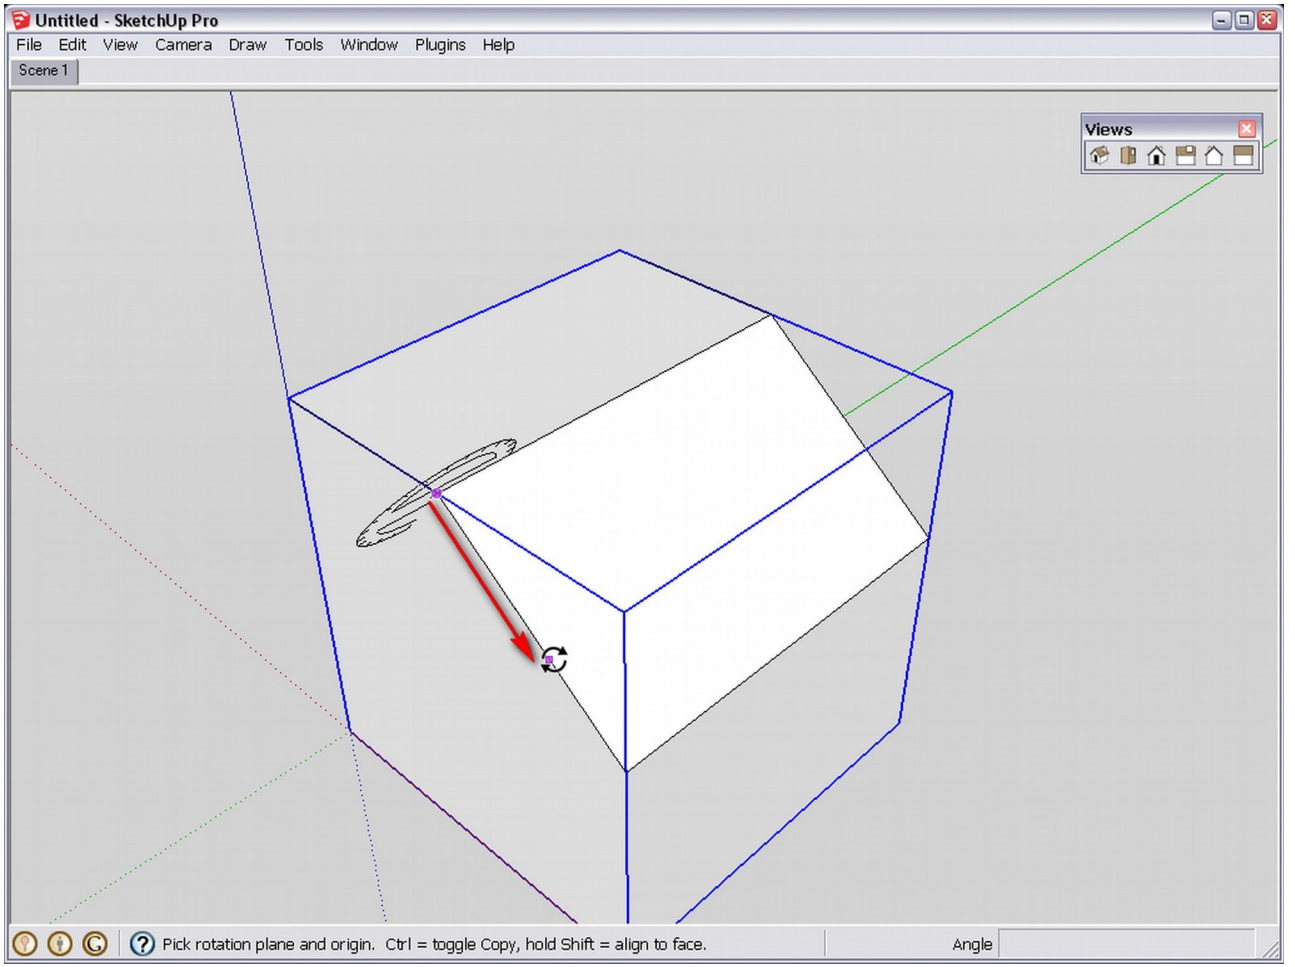 Untitled - SketchUp Pro
File Edit View Camera Draw Tools Window Plugins Help
Scene 1
Views
Pick rotation plane and origin. Ctrl = toggle Copy, hold Shift = align to face.
Angle